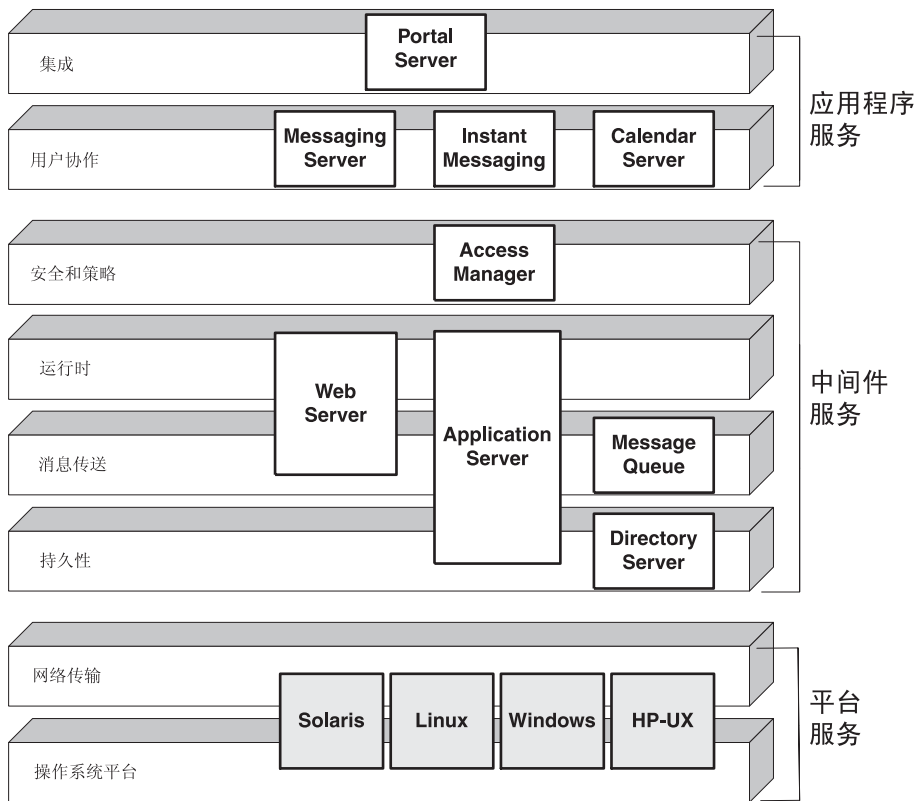 Portal
Server
集成
应用程序
服务
Messaging
Server
Instant
Messaging
Calendar
Server
用户协作
Access
Manager
安全和策略
运行时
Web
Server
中间件
服务
Application
Server
Message
Queue
消息传送
Directory
Server
持久性
网络传输
Solaris
Linux
Windows
HP-UX
平台
服务
操作系统平台